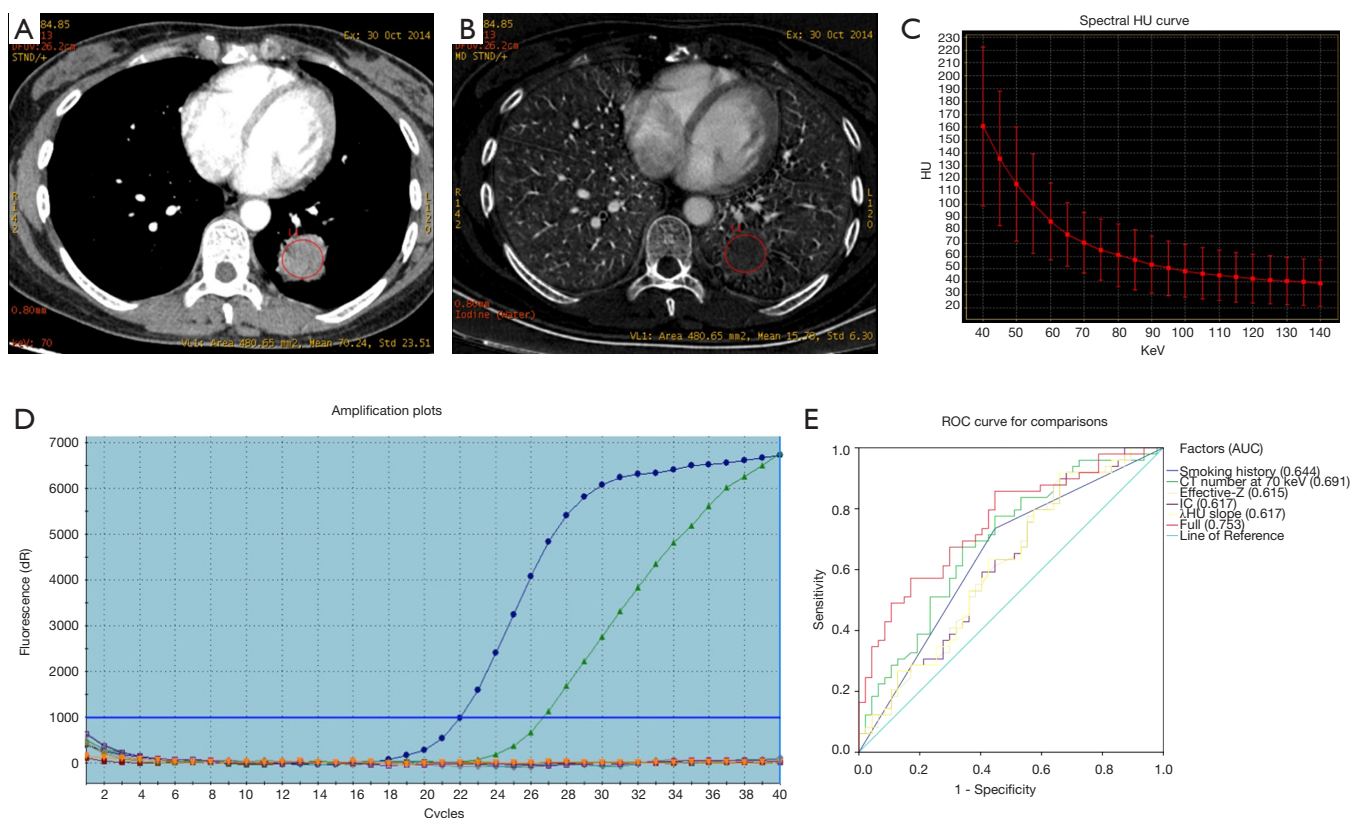 A
84.85
13
DFOV: 26.2cm
STND/+
Ex: 30 Oct 2014
R
1
4
2
L
1
2
0
L1
0.80mm
keV: 70
VL1: Area 480.65 mm2, Mean 70.24, Std 23.51
B
84.85
13
DFOV: 26.2cm
MD STND/+
Ex: 30 Oct 2014
R
1
4
2
L
1
2
0
L1
0.80mm
Iodine (Water)
VL1: Area 480.65 mm2, Mean 15.78, Std 6.30
C
Spectral HU curve
230
220
210
200
190
180
170
160
150
140
130
120
110
100
90
80
70
60
50
40
30
20
HU
40 50 60 70 80 90 100 110 120 130 140
KeV
D
Amplification plots
7000
6000
5000
4000
3000
2000
1000
0
Fluorescence (dR)
2 4 6 8 10 12 14 16 18 20 22 24 26 28 30 32 34 36 38 40
Cycles
E
ROC curve for comparisons
1.0
0.8
0.6
0.4
0.2
0.0
Sensitivity
0.0 0.2 0.4 0.6 0.8 1.0
1 - Specificity
Factors (AUC)
Smoking history (0.644)
CT number at 70 keV (0.691)
Effective-Z (0.615)
IC (0.617)
λHU slope (0.617)
Full (0.753)
Line of Reference